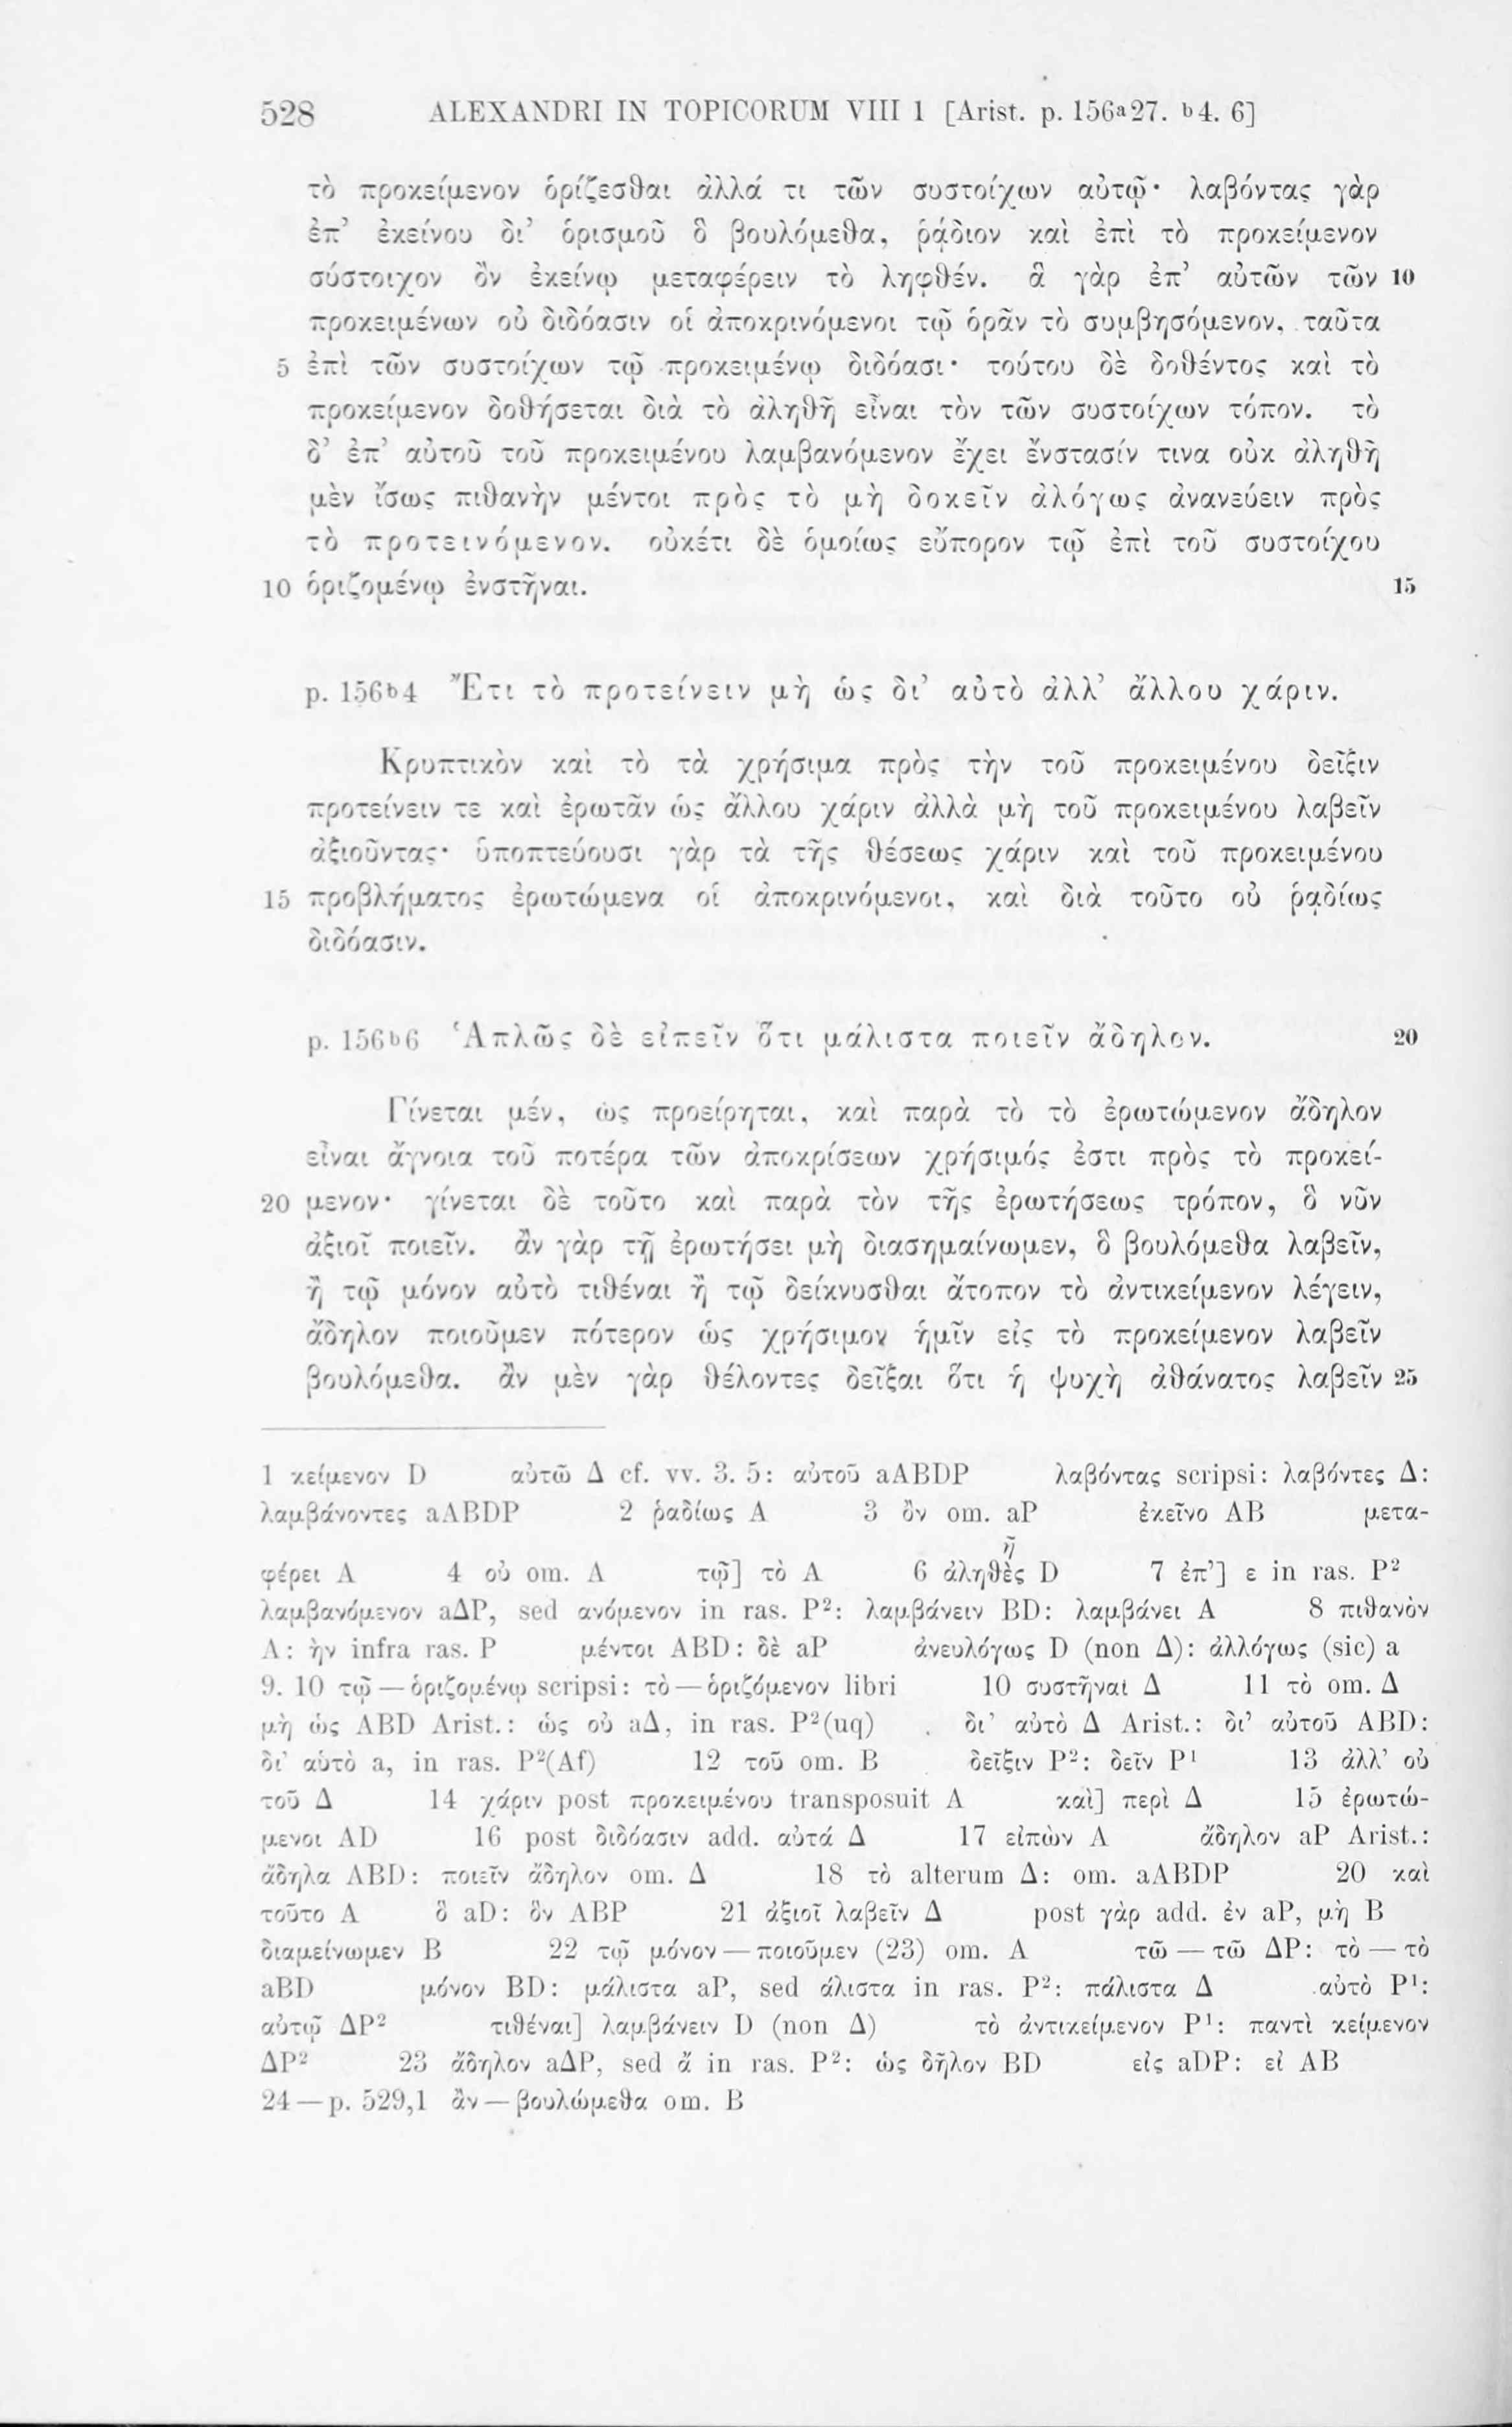 528 ALEXANDRI IN TOPICORUM VIII 1 [Arist. p. 156a27. b4. 6]
τὸ προκείμενον ὁρίζεσθαι ἀλλά τι τῶν συστοίχων αὐτῷ· λαβόντας γὰρ
ἐπ’ ἐκείνου δι’ ὁρισμοῦ ὃ βουλόμεθα, ῥᾴδιον καὶ ἐπὶ τὸ προκείμενον
σύστοιχον ὂν ἐκείνῳ μεταφέρειν τὸ ληφθέν. ἃ γὰρ ἐπ’ αὐτῶν τῶν 10
προκειμένων οὐ διδόασιν οἱ ἀποκρινόμενοι τῷ ὁρᾶν τὸ συμβησόμενον, ταῦτα
5 ἐπὶ τῶν συστοίχων τῷ προκειμένῳ διδόασι· τούτου δὲ δοθέντος καὶ τὸ
προκείμενον δοθήσεται διὰ τὸ ἀληθῆ εἶναι τὸν τῶν συστοίχων τόπον. τὸ
δ’ ἐπ’ αὐτοῦ τοῦ προκειμένου λαμβανόμενον ἔχει ἔνστασίν τινα οὐκ ἀληθῆ
μὲν ἴσως πιθανὴν μέντοι πρὸς τὸ μὴ δοκεῖν ἀλόγως ἀνανεύειν πρὸς
τὸ προτεινόμενον. οὐκέτι δὲ ὁμοίως εὔπορον τῷ ἐπὶ τοῦ συστοίχου
10 ὁριζομένῳ ἐνστῆναι. 15
p. 156b4 Ἔτι τὸ προτείνειν μὴ ὡς δι’ αὐτὸ ἀλλ’ ἄλλου χάριν.
Κρυπτικὸν καὶ τὸ τὰ χρήσιμα πρὸς τὴν τοῦ προκειμένου δεῖξιν
προτείνειν τε καὶ ἐρωτᾶν ὡς ἄλλου χάριν ἀλλὰ μὴ τοῦ προκειμένου λαβεῖν
ἀξιοῦντας· ὑποπτεύουσι γὰρ τὰ τῆς θέσεως χάριν καὶ τοῦ προκειμένου
15 προβλήματος ἐρωτώμενα οἱ ἀποκρινόμενοι, καὶ διὰ τοῦτο οὐ ῥᾳδίως
διδόασιν.
p. 156b6 Ἁπλῶς δὲ εἰπεῖν ὅτι μάλιστα ποιεῖν ἄδηλον. 20
Γίνεται μέν, ὡς προείρηται, καὶ παρὰ τὸ τὸ ἐρωτώμενον ἄδηλον
εἶναι ἄγνοια τοῦ ποτέρα τῶν ἀποκρίσεων χρήσιμός ἐστι πρὸς τὸ προκεί-
20 μενον· γίνεται δὲ τοῦτο καὶ παρὰ τὸν τῆς ἐρωτήσεως τρόπον, ὃ νῦν
ἀξιοῖ ποιεῖν. ἂν γὰρ τῇ ἐρωτήσει μὴ διασημαίνωμεν, ὃ βουλόμεθα λαβεῖν,
ἢ τῷ μόνον αὐτὸ τιθέναι ἢ τῷ δείκνυσθαι ἄτοπον τὸ ἀντικείμενον λέγειν,
ἄδηλον ποιοῦμεν πότερον ὡς χρήσιμον ἡμῖν εἰς τὸ προκείμενον λαβεῖν
βουλόμεθα. ἂν μὲν γὰρ θέλοντες δεῖξαι ὅτι ἡ ψυχὴ ἀθάνατος λαβεῖν 25
1 κείμενον D αὐτῶ Δ cf. vv. 3. 5: αὐτοῦ aABDP λαβόντας scripsi: λαβόντες Δ:
λαμβάνοντες aABDP 2 ῥαδίως A 3 ὂν om. aP ἐκεῖνο AB μετα-
φέρει A 4 οὐ om. A τῷ] τὸ A 6 ἀληθὲς D 7 ἐπ’] ε in ras. P²
λαμβανόμενον aΔP, sed ανόμενον in ras. P²: λαμβάνειν BD: λαμβάνει A 8 πιθανὸν
A: ὴν infra ras. P μέντοι ABD: δὲ aP ἀνευλόγως D (non Δ): ἀλλόγως (sic) a
9. 10 τῷ — ὁριζομένῳ scripsi: τὸ — ὁριζόμενον libri 10 συστῆναι Δ 11 τὸ om. Δ
μὴ ὡς ABD Arist.: ὡς οὐ aΔ, in ras. P²(uq) δι’ αὐτὸ Δ Arist.: δι’ αὐτοῦ ABD:
δι’ αὑτὸ a, in ras. P²(Af) 12 τοῦ om. B δεῖξιν P²: δεῖν P¹ 13 ἀλλ’ οὐ
τοῦ Δ 14 χάριν post προκειμένου transposuit A καὶ] περὶ Δ 15 ἐρωτώ-
μενοι AD 16 post διδόασιν add. αὐτά Δ 17 εἰπὼν A ἄδηλον aP Arist.:
ἄδηλα ABD: ποιεῖν ἄδηλον om. Δ 18 τὸ alterum Δ: om. aABDP 20 καὶ
τοῦτο A ὃ aD: ὃν ABP 21 ἀξιοῖ λαβεῖν Δ post γὰρ add. ἐν aP, μὴ B
διαμείνωμεν B 22 τῷ μόνον — ποιοῦμεν (23) om. A τῶ — τῶ ΔP: τὸ — τὸ
aBD μόνον BD: μάλιστα aP, sed άλιστα in ras. P²: πάλιστα Δ αὐτὸ P¹:
αὐτῷ ΔP² τιθέναι] λαμβάνειν D (non Δ) τὸ ἀντικείμενον P¹: παντὶ κείμενον
ΔP² 23 ἄδηλον aΔP, sed ἄ in ras. P²: ὡς δῆλον BD εἰς aDP: εἰ AB
24 — p. 529,1 ἂν — βουλώμεθα om. B